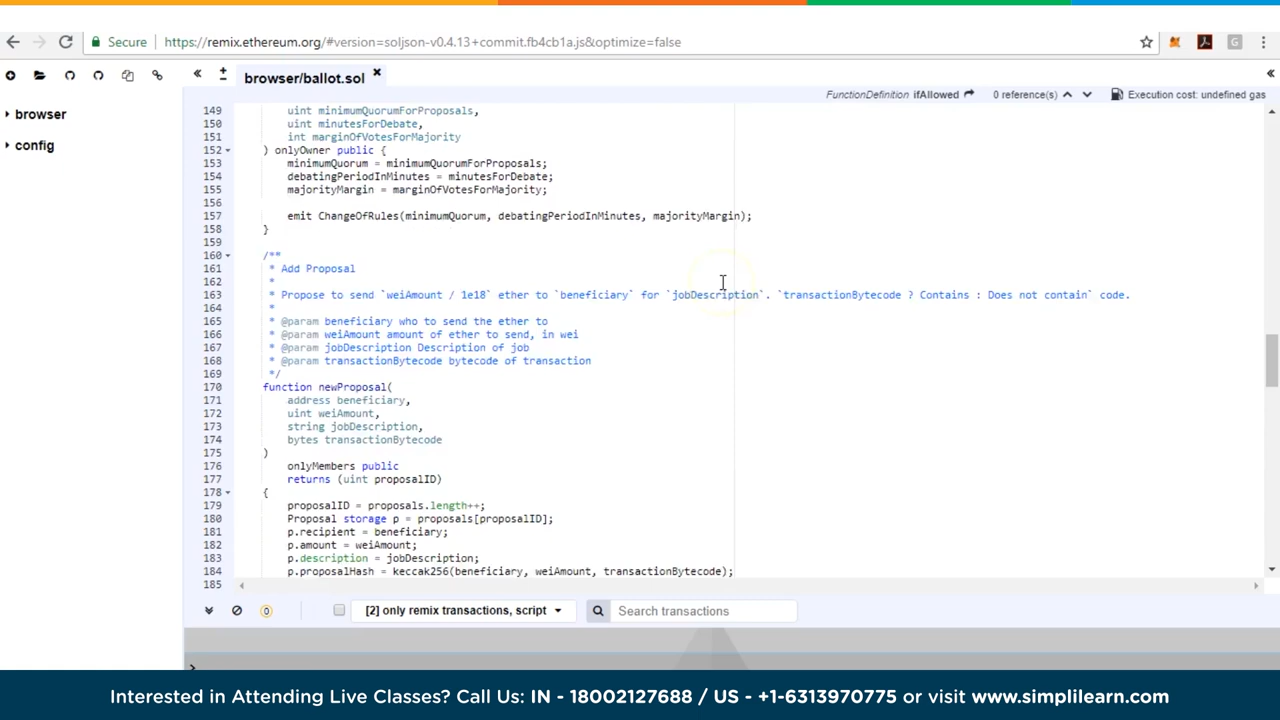 Secure https://remix.ethereum.org/#version=soljson-v0.4.13+commit.fb4cb1a.js&optimize=false
browser/ballot.sol
FunctionDefinition ifAllowed 0 reference(s) Execution cost: undefined gas
browser
config
149 uint minimumQuorumForProposals,
150 uint minutesForDebate,
151 int marginOfVotesForMajority
152 ) onlyOwner public {
153 minimumQuorum = minimumQuorumForProposals;
154 debatingPeriodInMinutes = minutesForDebate;
155 majorityMargin = marginOfVotesForMajority;
156
157 emit ChangeOfRules(minimumQuorum, debatingPeriodInMinutes, majorityMargin);
158 }
159
160 /**
161 * Add Proposal
162 *
163 * Propose to send `weiAmount / 1e18` ether to `beneficiary` for `jobDescription`. `transactionBytecode ? Contains : Does not contain` code.
164 *
165 * @param beneficiary who to send the ether to
166 * @param weiAmount amount of ether to send, in wei
167 * @param jobDescription Description of job
168 * @param transactionBytecode bytecode of transaction
169 */
170 function newProposal(
171 address beneficiary,
172 uint weiAmount,
173 string jobDescription,
174 bytes transactionBytecode
175 )
176 onlyMembers public
177 returns (uint proposalID)
178 {
179 proposalID = proposals.length++;
180 Proposal storage p = proposals[proposalID];
181 p.recipient = beneficiary;
182 p.amount = weiAmount;
183 p.description = jobDescription;
184 p.proposalHash = keccak256(beneficiary, weiAmount, transactionBytecode);
185
0 [2] only remix transactions, script Search transactions
>
Interested in Attending Live Classes? Call Us: IN - 18002127688 / US - +1-6313970775 or visit www.simplilearn.com